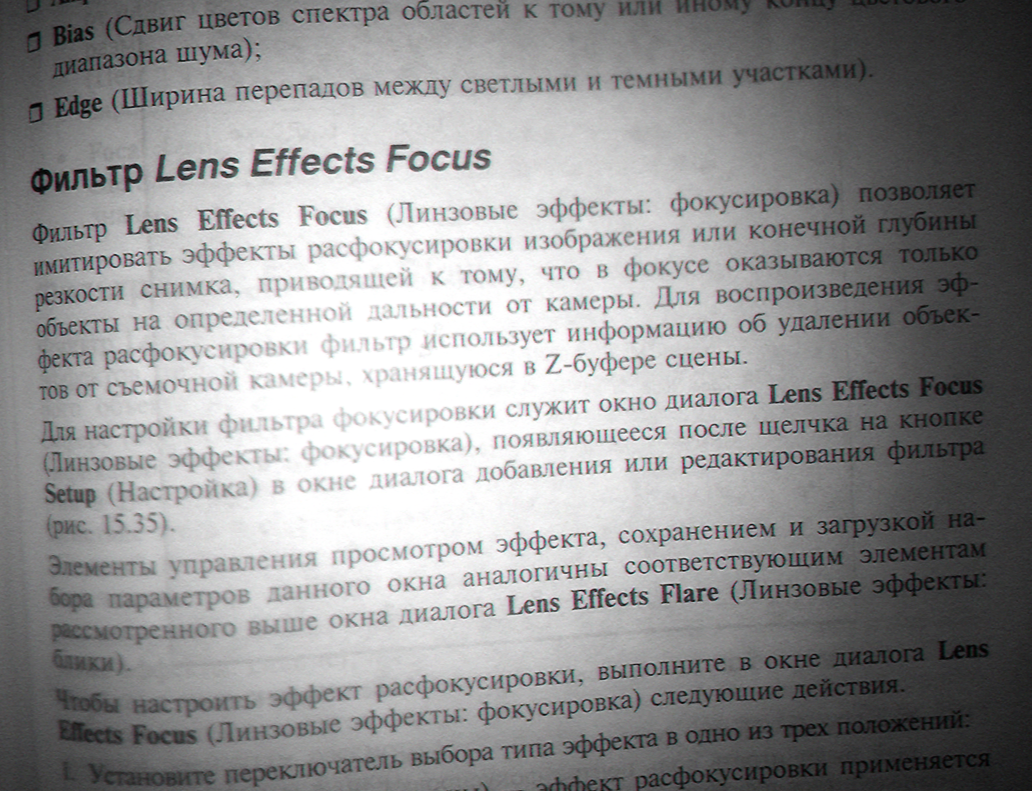 ❒ Bias (Сдвиг цветов спектра областей к тому или иному концу цветового
диапазона шума);
❒ Edge (Ширина перепадов между светлыми и темными участками).
Фильтр Lens Effects Focus
Фильтр Lens Effects Focus (Линзовые эффекты: фокусировка) позволяет
имитировать эффекты расфокусировки изображения или конечной глубины
резкости снимка, приводящей к тому, что в фокусе оказываются только
объекты на определенной дальности от камеры. Для воспроизведения эф-
фекта расфокусировки фильтр использует информацию об удалении объек-
тов от съемочной камеры, хранящуюся в Z-буфере сцены.
Для настройки фильтра фокусировки служит окно диалога Lens Effects Focus
(Линзовые эффекты: фокусировка), появляющееся после щелчка на кнопке
Setup (Настройка) в окне диалога добавления или редактирования фильтра
(рис. 15.35).
Элементы управления просмотром эффекта, сохранением и загрузкой на-
бора параметров данного окна аналогичны соответствующим элементам
рассмотренного выше окна диалога Lens Effects Flare (Линзовые эффекты:
блики).
Чтобы настроить эффект расфокусировки, выполните в окне диалога Lens
Effects Focus (Линзовые эффекты: фокусировка) следующие действия.
1. Установите переключатель выбора типа эффекта в одно из трех положений:
эффект расфокусировки применяется